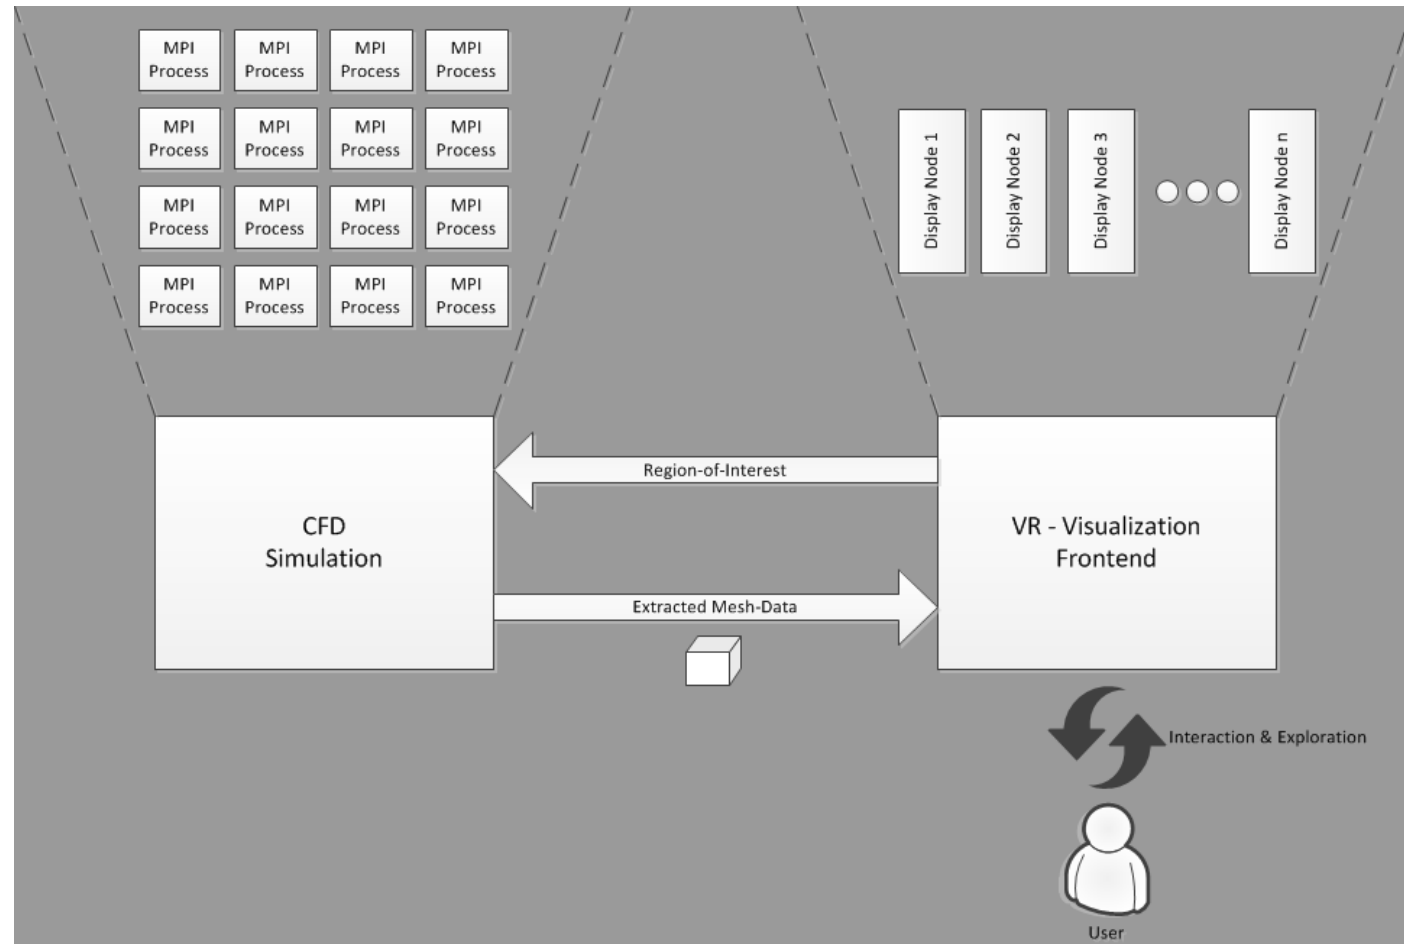 MPI
Process
MPI
Process
MPI
Process
MPI
Process
MPI
Process
MPI
Process
MPI
Process
MPI
Process
MPI
Process
MPI
Process
MPI
Process
MPI
Process
MPI
Process
MPI
Process
MPI
Process
MPI
Process
Display Node 1
Display Node 2
Display Node 3
Display Node n
Region-of-Interest
CFD
Simulation
VR - Visualization
Frontend
Extracted Mesh-Data
Interaction & Exploration
User